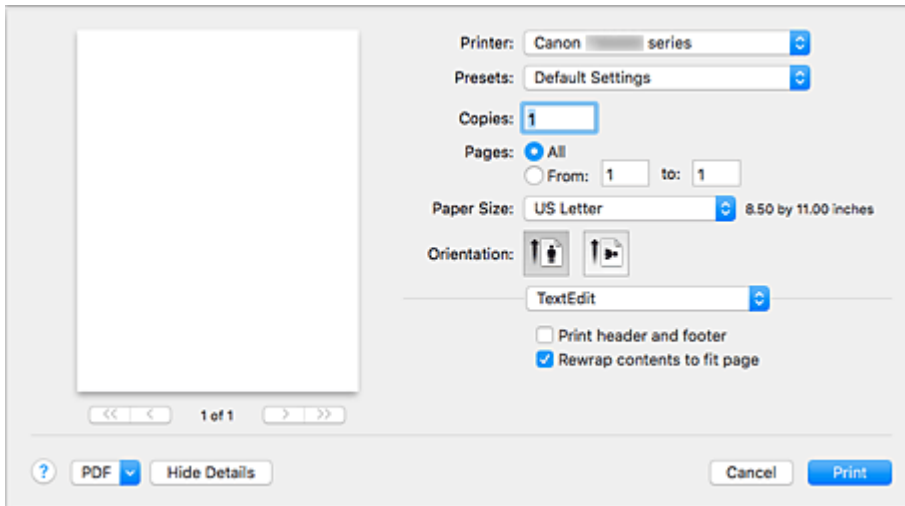 Printer: Canon series
Presets: Default Settings
Copies: 1
Pages: All
From: 1 to: 1
Paper Size: US Letter 8.50 by 11.00 inches
Orientation:
TextEdit
Print header and footer
Rewrap contents to fit page
<< < 1 of 1 > >>
? PDF Hide Details Cancel Print